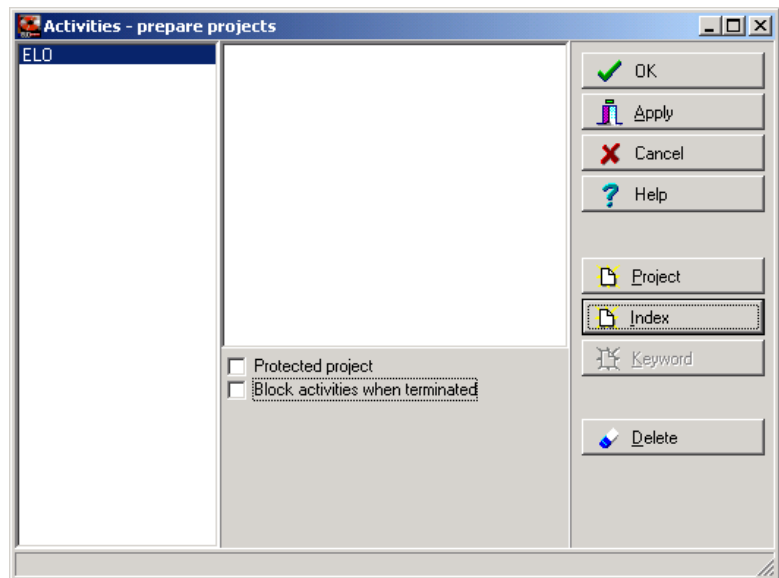 Activities - prepare projects
ELO
OK
Apply
Cancel
Help
Project
Index
Keyword
Delete
Protected project
Block activities when terminated